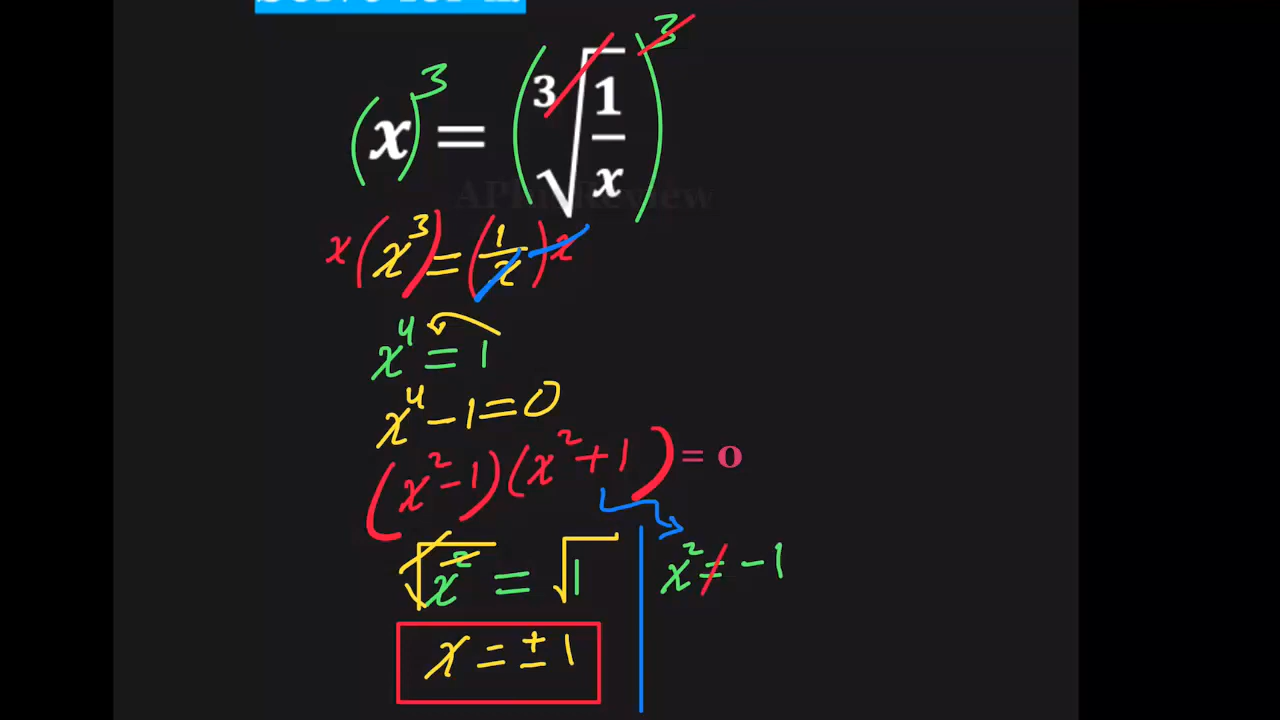 (x)³ = (∛(1/x))³
x(x³) = (1/x)x
x⁴ = 1
x⁴ - 1 = 0
(x² - 1)(x² + 1) = 0
√x² = √1
x = ± 1
x² ≠ -1